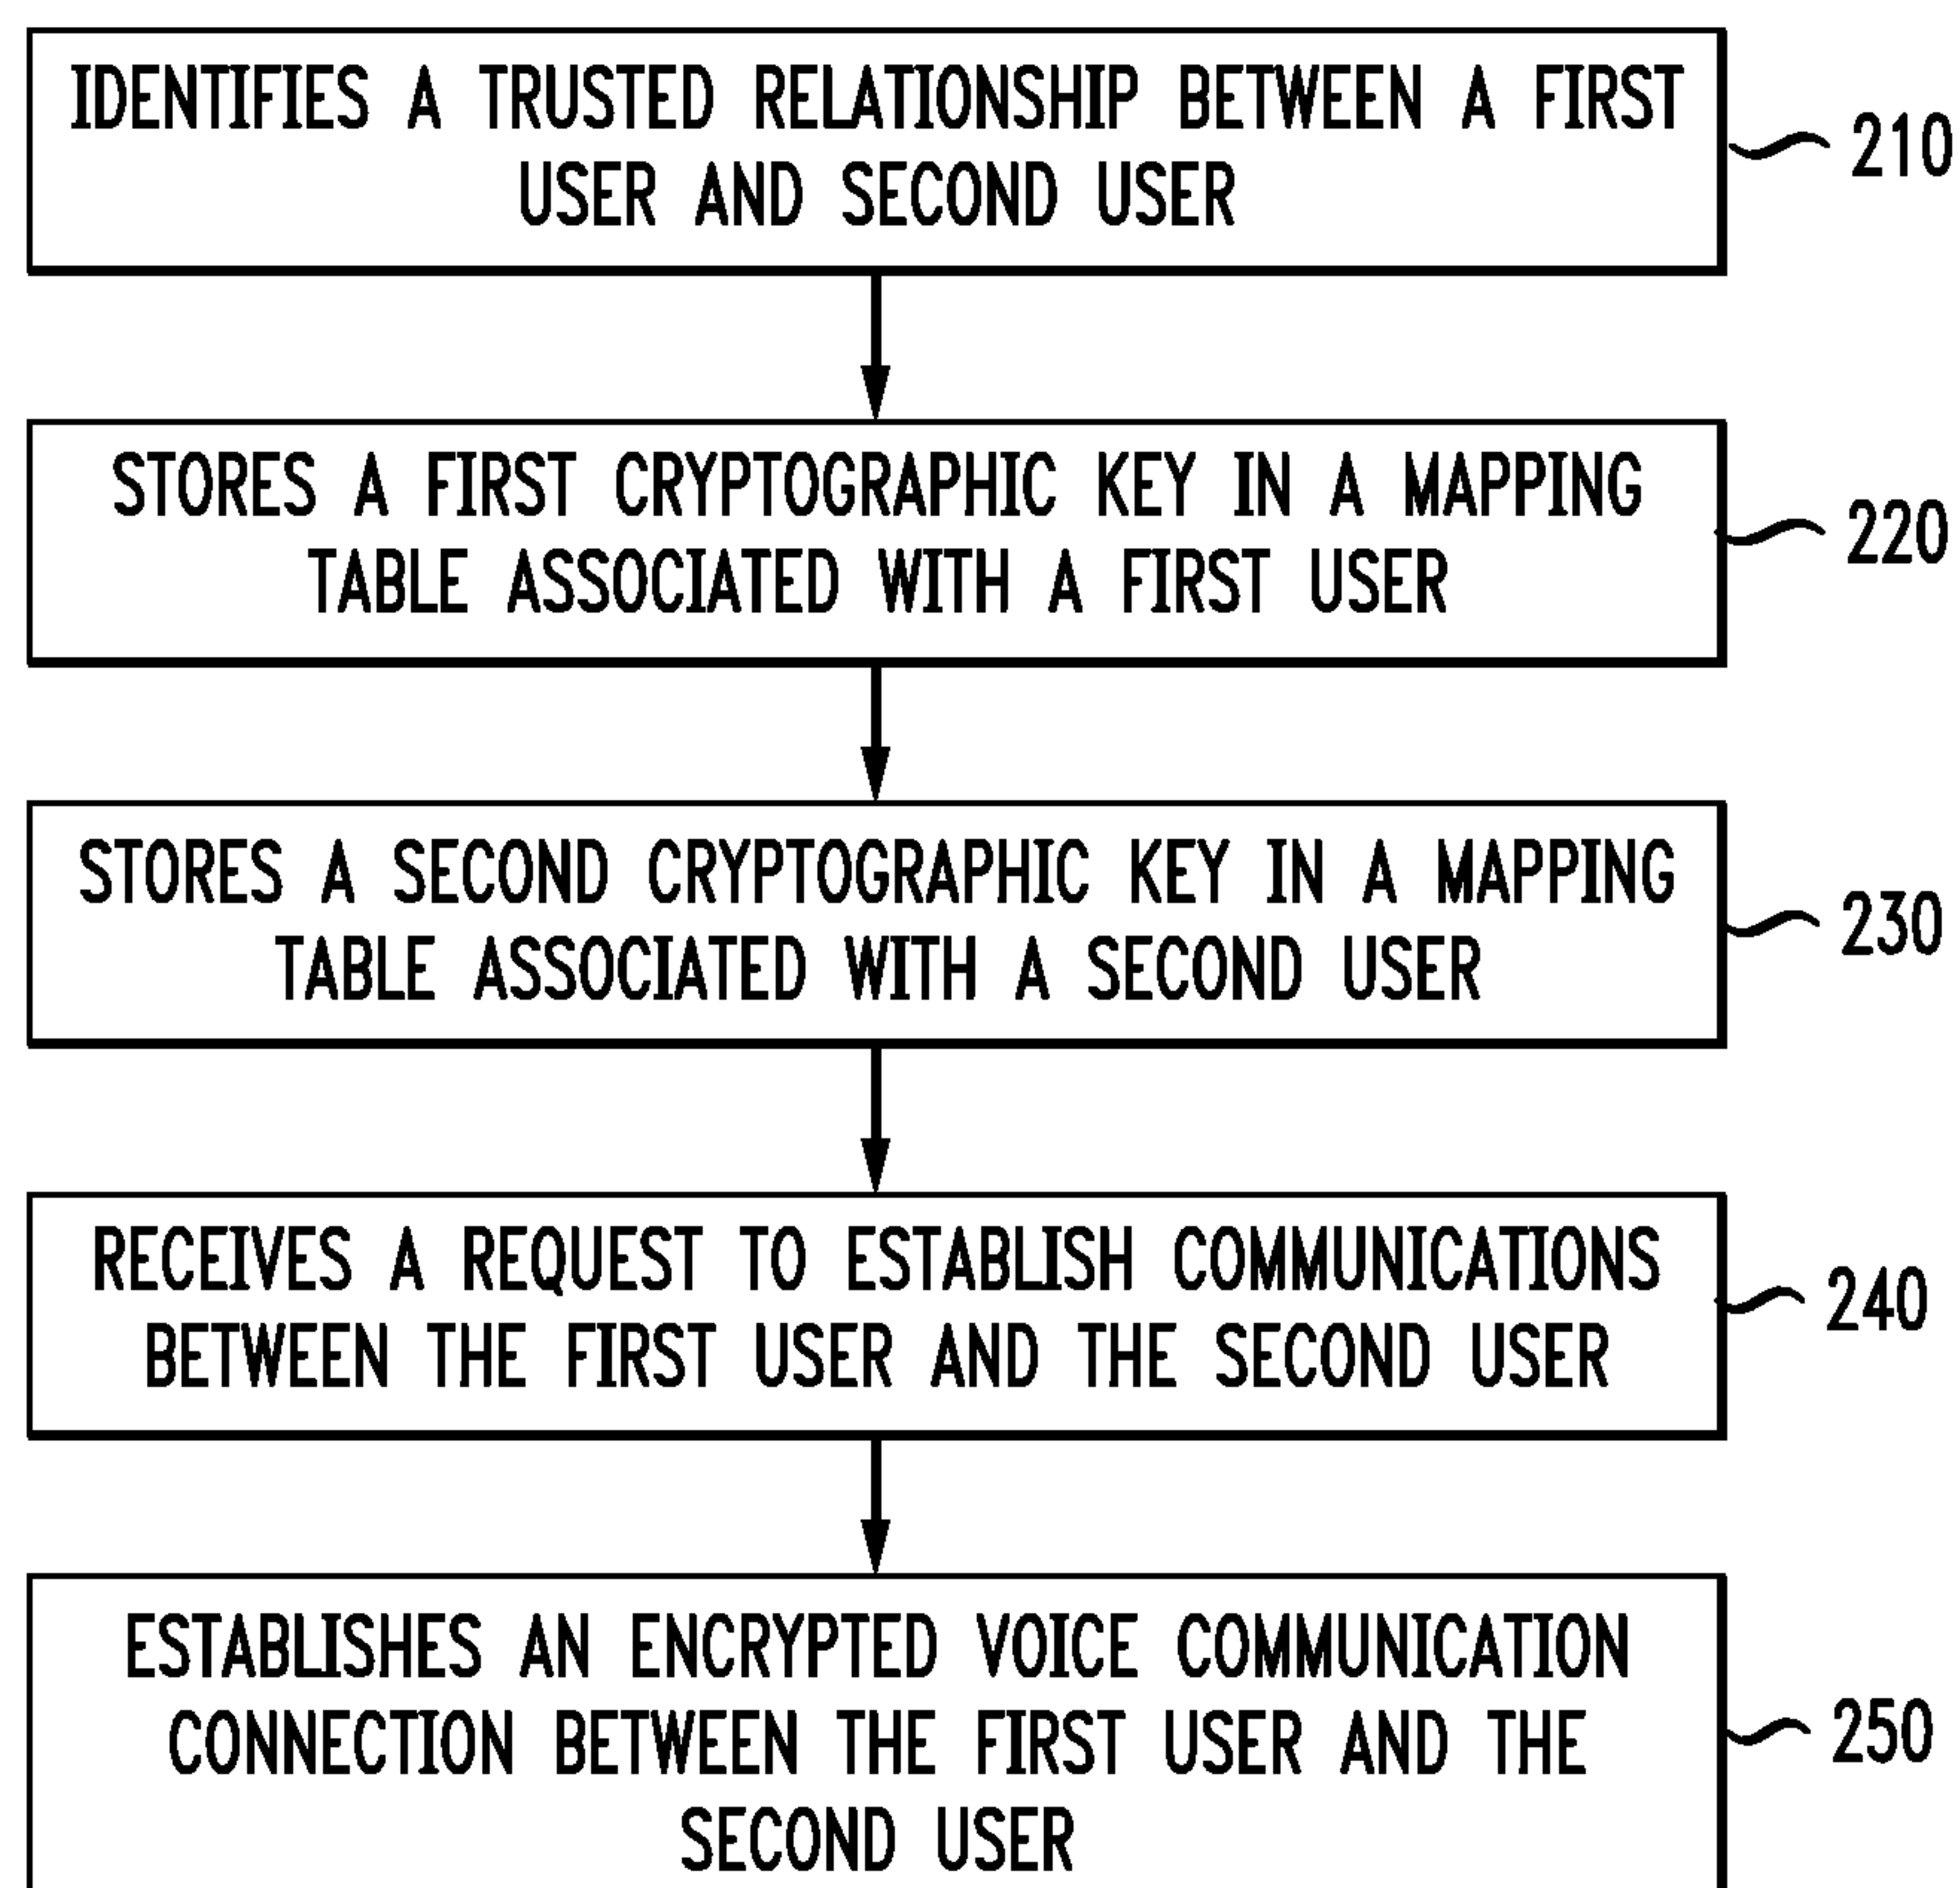 IDENTIFIES A TRUSTED RELATIONSHIP BETWEEN A FIRST
USER AND SECOND USER
210
STORES A FIRST CRYPTOGRAPHIC KEY IN A MAPPING
TABLE ASSOCIATED WITH A FIRST USER
220
STORES A SECOND CRYPTOGRAPHIC KEY IN A MAPPING
TABLE ASSOCIATED WITH A SECOND USER
230
RECEIVES A REQUEST TO ESTABLISH COMMUNICATIONS
BETWEEN THE FIRST USER AND THE SECOND USER
240
ESTABLISHES AN ENCRYPTED VOICE COMMUNICATION
CONNECTION BETWEEN THE FIRST USER AND THE
SECOND USER
250